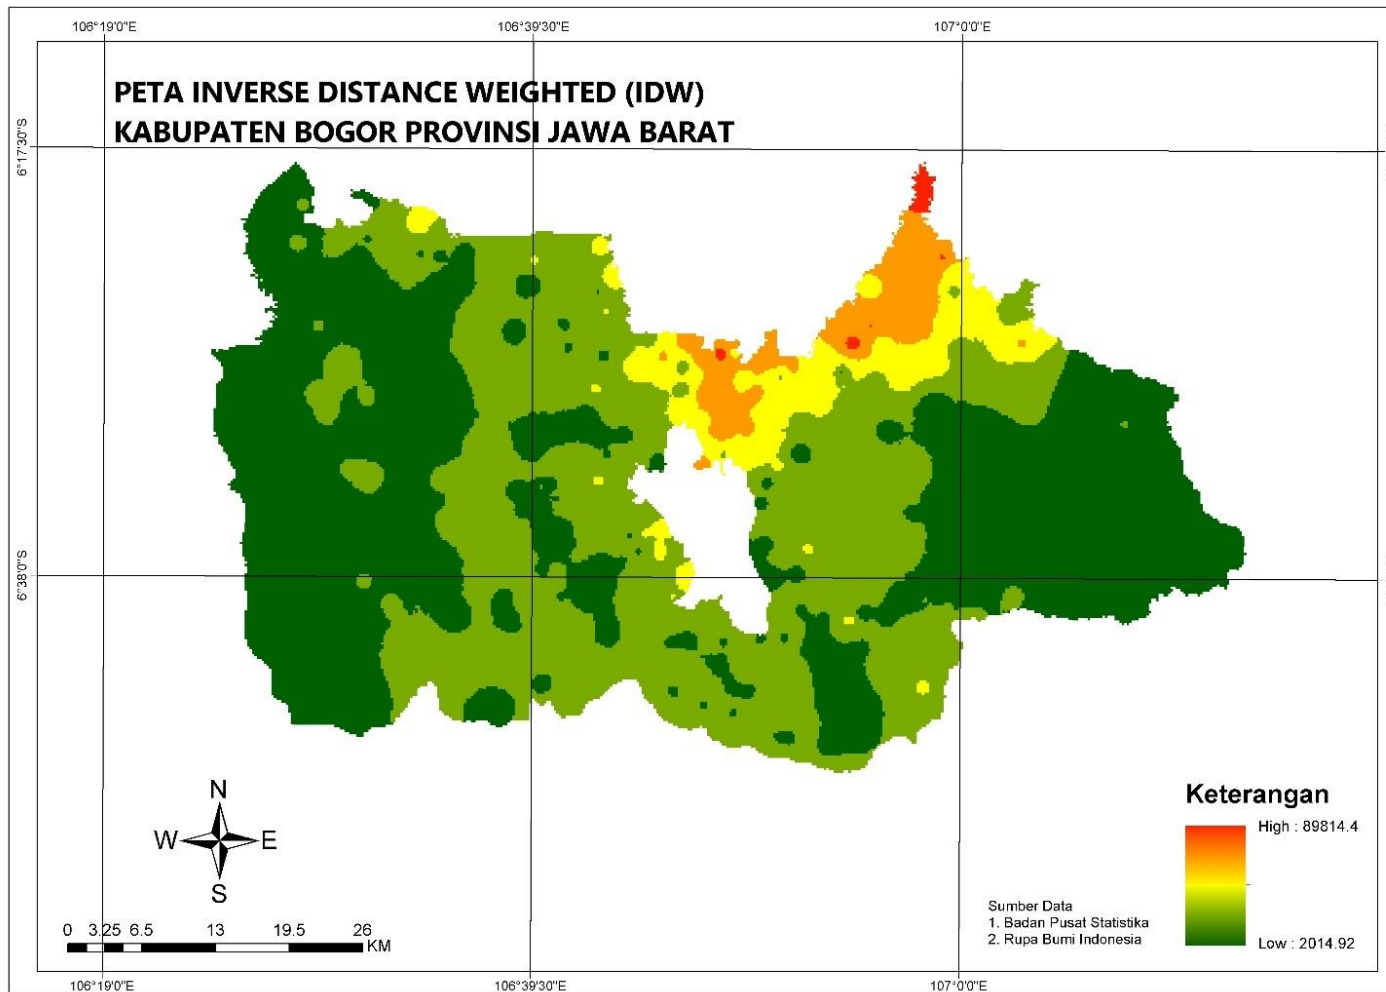 106°19'0"E 106°39'30"E 107°0'0"E
PETA INVERSE DISTANCE WEIGHTED (IDW)
KABUPATEN BOGOR PROVINSI JAWA BARAT
6°17'30"S
6°38'0"S
N
W E
S
0 3.25 6.5 13 19.5 26
KM
Keterangan
High : 89814.4
Low : 2014.92
Sumber Data
1. Badan Pusat Statistika
2. Rupa Bumi Indonesia
106°19'0"E 106°39'30"E 107°0'0"E